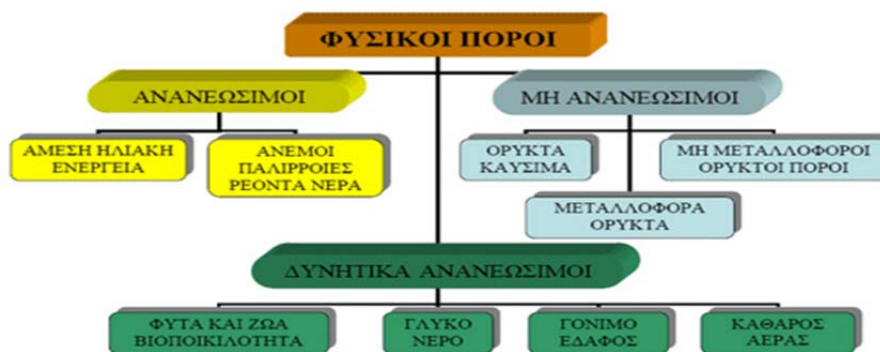 ΦΥΣΙΚΟΙ ΠΟΡΟΙ
ΑΝΑΝΕΩΣΙΜΟΙ
ΜΗ ΑΝΑΝΕΩΣΙΜΟΙ
ΑΜΕΣΗ ΗΛΙΑΚΗ
ΕΝΕΡΓΕΙΑ
ΑΝΕΜΟΙ
ΠΑΛΙΡΡΟΙΕΣ
ΡΕΟΝΤΑ ΝΕΡΑ
ΟΡΥΚΤΑ
ΚΑΥΣΙΜΑ
ΜΗ ΜΕΤΑΛΛΟΦΟΡΟΙ
ΟΡΥΚΤΟΙ ΠΟΡΟΙ
ΜΕΤΑΛΛΟΦΟΡΑ
ΟΡΥΚΤΑ
ΔΥΝΗΤΙΚΑ ΑΝΑΝΕΩΣΙΜΟΙ
ΦΥΤΑ ΚΑΙ ΖΩΑ
ΒΙΟΠΟΙΚΙΛΟΤΗΤΑ
ΓΛΥΚΟ
ΝΕΡΟ
ΓΟΝΙΜΟ
ΕΔΑΦΟΣ
ΚΑΘΑΡΟΣ
ΑΕΡΑΣ